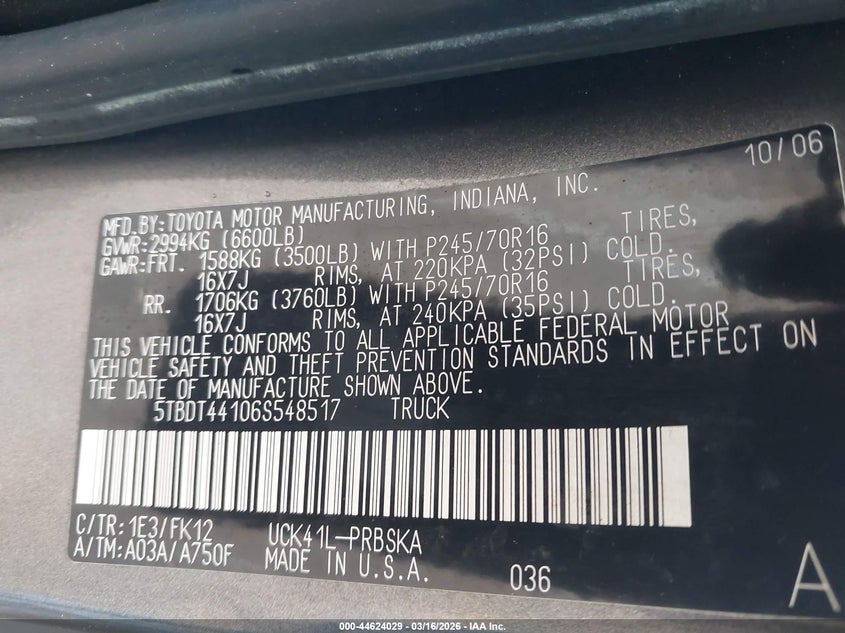 10/06
MFD.BY:TOYOTA MOTOR MANUFACTURING, INDIANA, INC.
GVWR:2994KG (6600LB)
GAWR:FRT. 1588KG (3500LB) WITH P245/70R16 TIRES,
16X7J RIMS, AT 220KPA (32PSI) COLD.
RR. 1706KG (3760LB) WITH P245/70R16 TIRES,
16X7J RIMS, AT 240KPA (35PSI) COLD.
THIS VEHICLE CONFORMS TO ALL APPLICABLE FEDERAL MOTOR
VEHICLE SAFETY AND THEFT PREVENTION STANDARDS IN EFFECT ON
THE DATE OF MANUFACTURE SHOWN ABOVE.
5TBDT44106S548517 TRUCK
C/TR: 1E3/FK12 UCK41L-PRBSKA
A/TM: A03A/A750F MADE IN U.S.A.
036
A
000-44624029 - 03/16/2026 - IAA Inc.